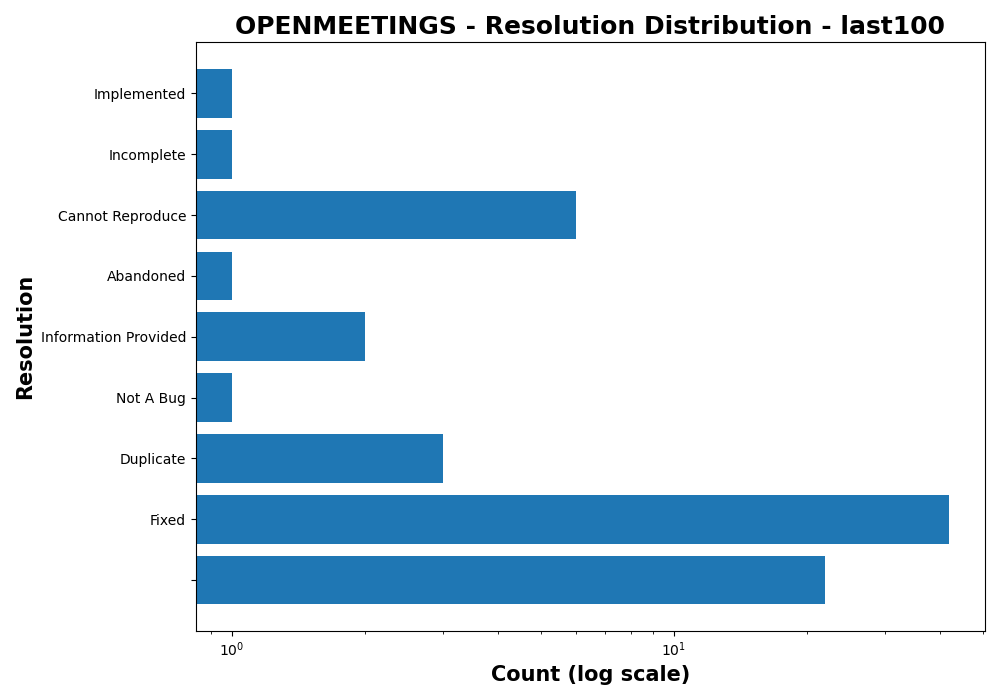 OPENMEETINGS - Resolution Distribution - last100
Implemented
Incomplete
Cannot Reproduce
Abandoned
Information Provided
Not A Bug
Duplicate
Fixed
Resolution
10⁰ 10¹
Count (log scale)